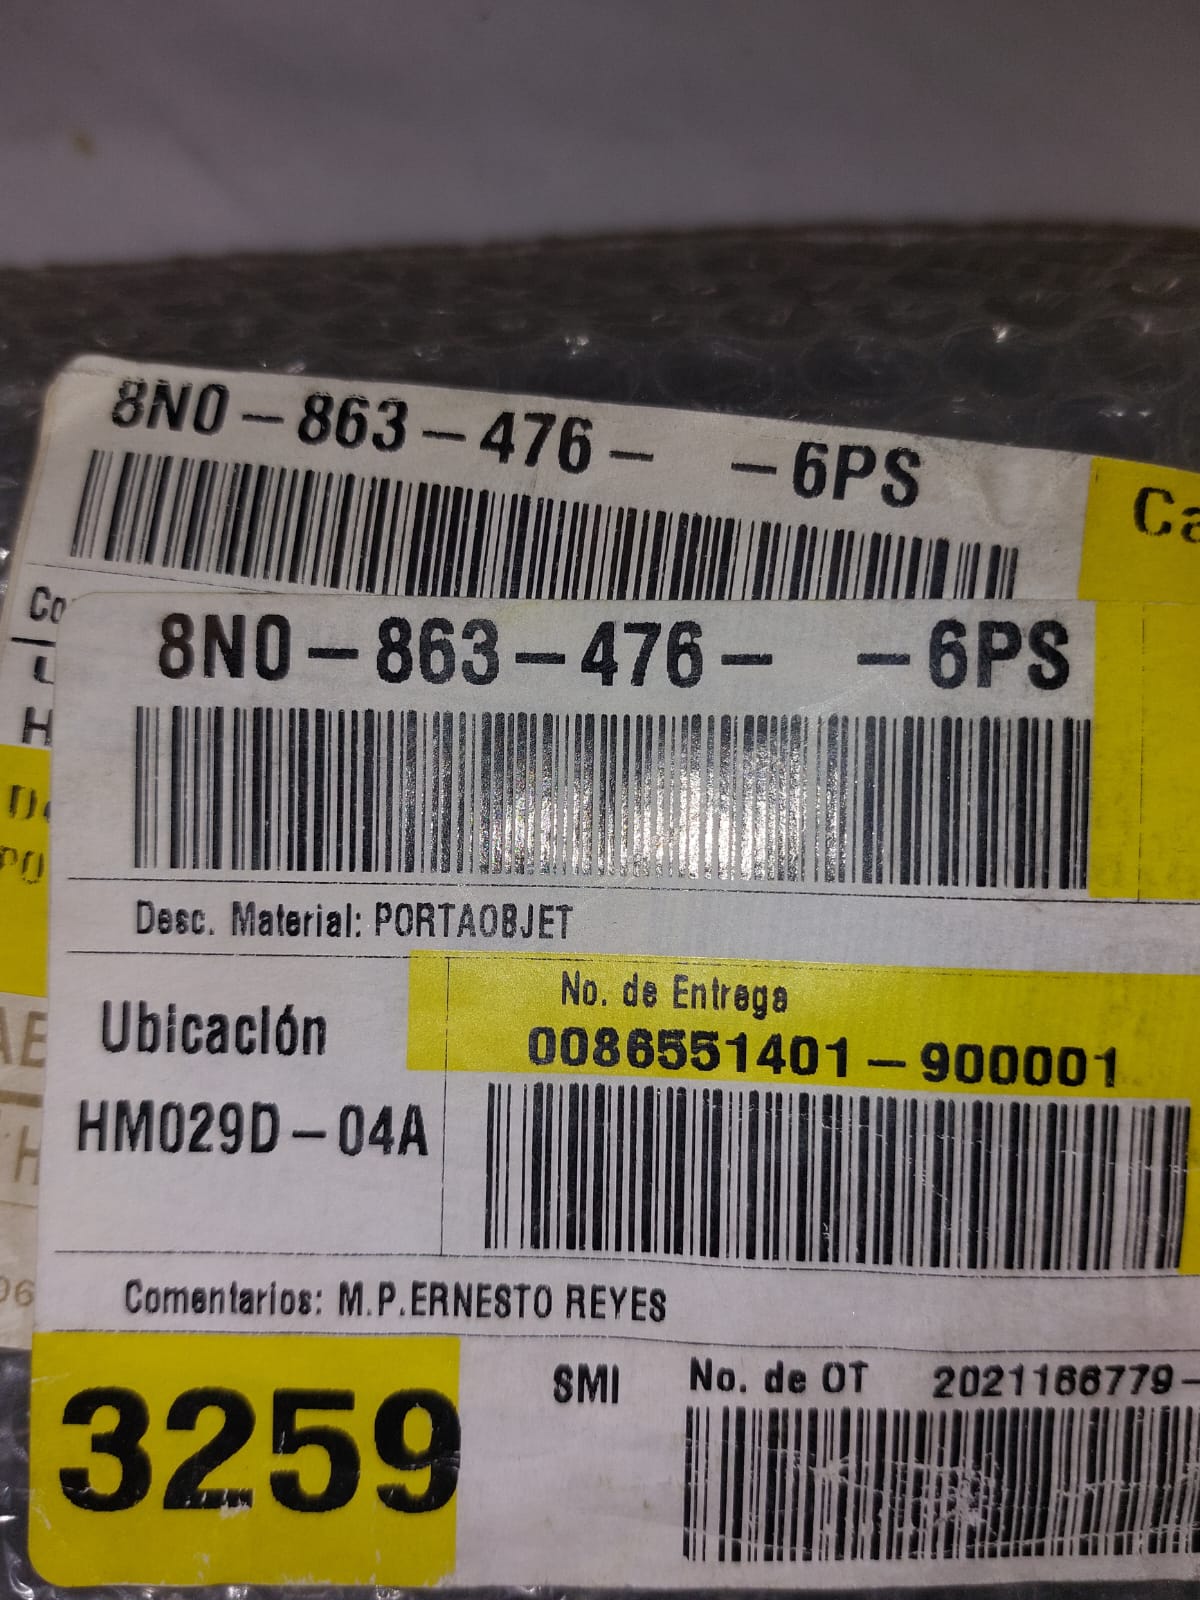 8N0-863-476- -6PS
Ca
8N0-863-476- -6PS
Desc. Material: PORTAOBJET
No. de Entrega
Ubicación
0086551401-900001
HM029D-04A
Comentarios: M.P.ERNESTO REYES
3259
SMI
No. de OT 2021166779-